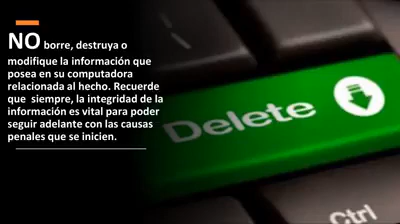 NO borre, destruya o
modifique la información que
posea en su computadora
relacionada al hecho. Recuerde
que siempre, la integridad de la
información es vital para poder
seguir adelante con las causas
penales que se inicien.
Delete
Ctrl